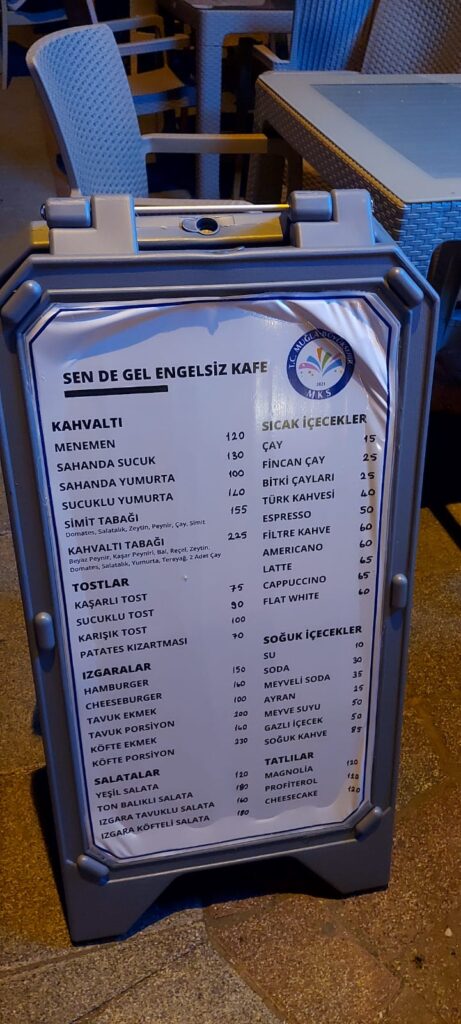 SEN DE GEL ENGELSİZ KAFE
T.C. MUĞLA
MKS
KAHVALTI
MENEMEN 120
SAHANDA SUCUK 130
SAHANDA YUMURTA 100
SUCUKLU YUMURTA 140
SİMİT TABAĞI 155
Domates, Salatalık, Zeytin, Peynir, Çay, Simit
KAHVALTI TABAĞI 225
Beyaz Peynir, Kaşar Peyniri, Bal, Reçel, Zeytin,
Domates, Salatalık, Yumurta, Tereyağ, 2 Adet Çay
TOSTLAR
KAŞARLI TOST 75
SUCUKLU TOST 90
KARIŞIK TOST 100
PATATES KIZARTMASI 70
IZGARALAR
HAMBURGER 150
CHEESEBURGER 160
TAVUK EKMEK 100
TAVUK PORSİYON 200
KÖFTE EKMEK 140
KÖFTE PORSİYON 230
SALATALAR
YEŞİL SALATA 120
TON BALIKLI SALATA 180
IZGARA TAVUKLU SALATA 160
IZGARA KÖFTELİ SALATA 180
SICAK İÇECEKLER
ÇAY 15
FİNCAN ÇAY 25
BİTKİ ÇAYLARI 25
TÜRK KAHVESİ 40
ESPRESSO 50
FİLTRE KAHVE 60
AMERICANO 60
LATTE 65
CAPPUCCINO 65
FLAT WHITE 60
SOĞUK İÇECEKLER
SU 10
SODA 30
MEYVELİ SODA 35
AYRAN 25
MEYVE SUYU 50
GAZLI İÇECEK 50
SOĞUK KAHVE 85
TATLILAR
MAGNOLİA 120
PROFİTEROL 120
CHEESECAKE 120